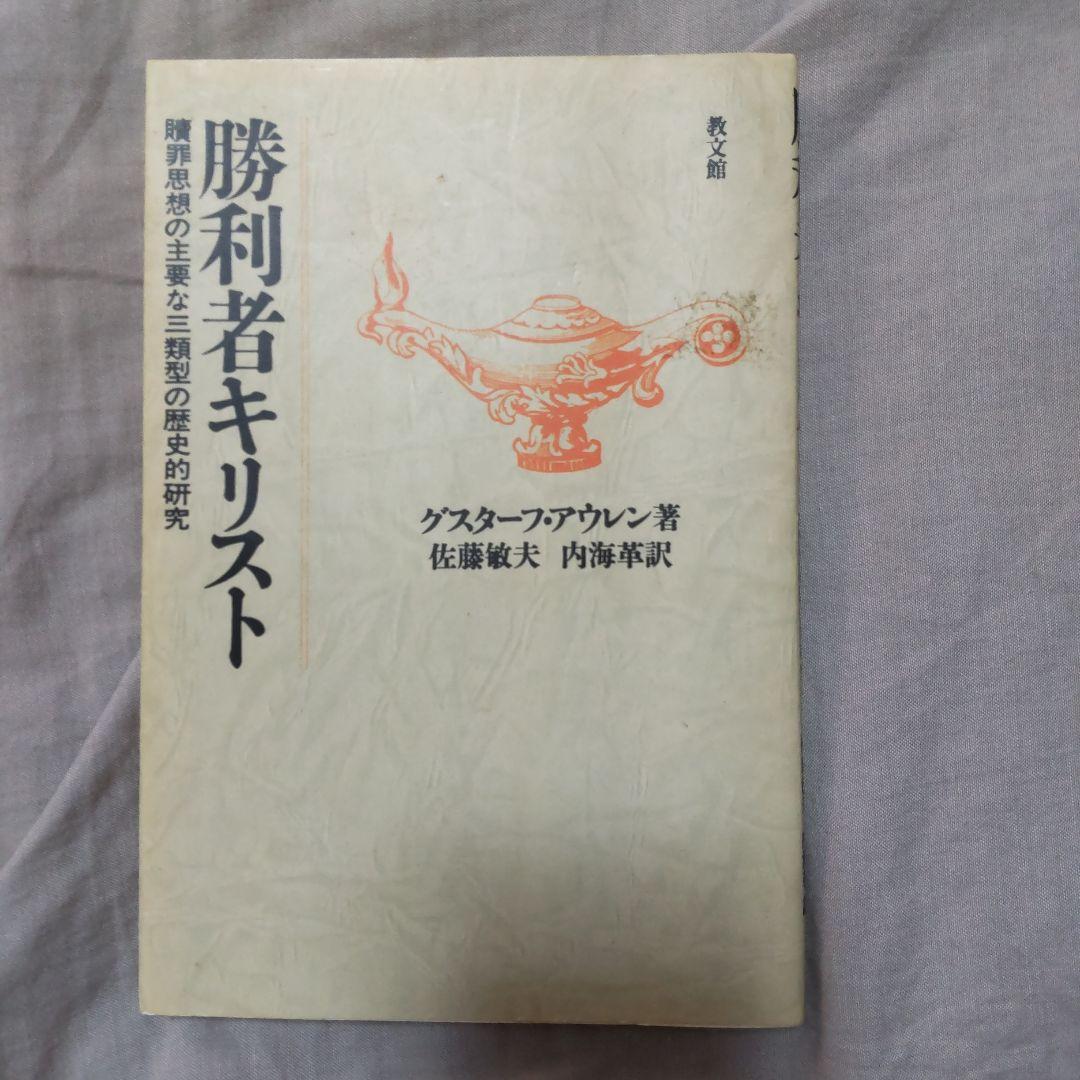 教文館
勝利者キリスト
贖罪思想の主要な三類型の歴史的研究
グスターフ・アウレン著
佐藤敏夫 内海革訳